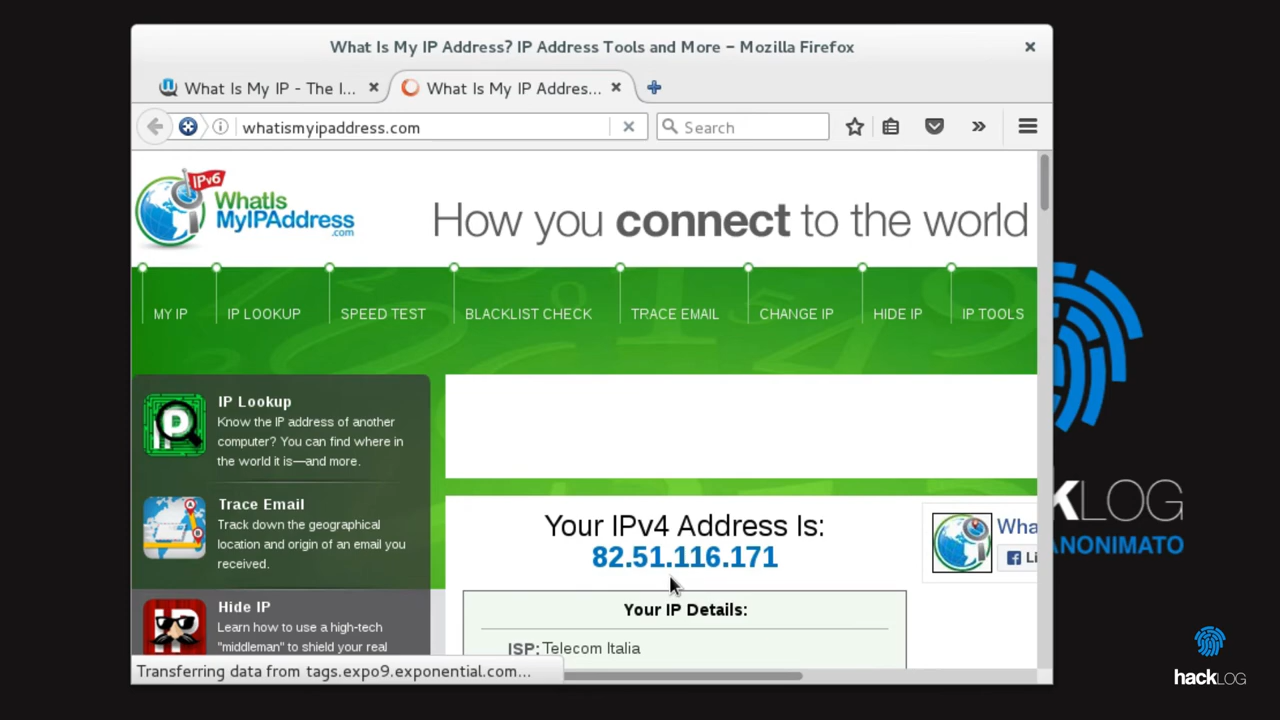 What Is My IP Address? IP Address Tools and More – Mozilla Firefox
What Is My IP - The I...
What Is My IP Addres...
whatismyipaddress.com
Search
IPv6
WhatIs
MyIPAddress
.com
How you connect to the world
MY IP
IP LOOKUP
SPEED TEST
BLACKLIST CHECK
TRACE EMAIL
CHANGE IP
HIDE IP
IP TOOLS
IP Lookup
Know the IP address of another
computer? You can find where in
the world it is—and more.
Trace Email
Track down the geographical
location and origin of an email you
received.
Hide IP
Learn how to use a high-tech
"middleman" to shield your real
Your IPv4 Address Is:
82.51.116.171
Your IP Details:
ISP: Telecom Italia
Wha
Li
Transferring data from tags.expo9.exponential.com...
kLOG
ANONIMATO
hackLOG